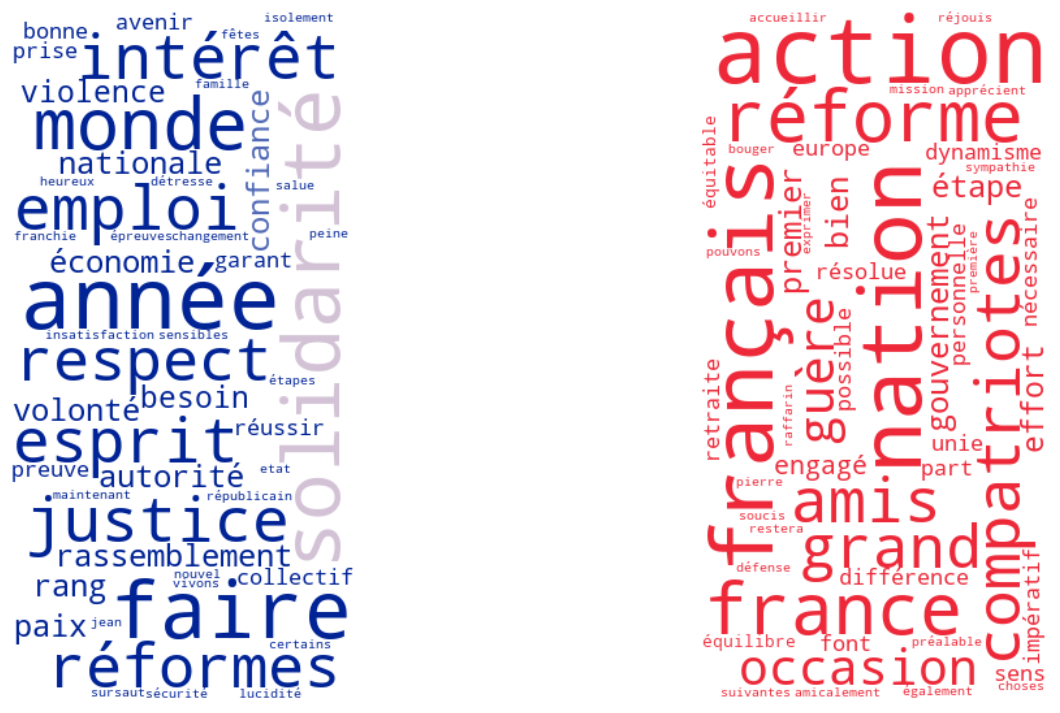 isolement
avenir
bonne
fêtes
prise
intérêt
famille
violence
monde
confiance
solidarité
nationale
heureux
détresse
salue
emploi
franchie
épreuves
changement
peine
économie
garant
année
insatisfaction
sensibles
respect
étapes
besoin
volonté
réussir
esprit
preuve
autorité
etat
maintenant
républicain
justice
rassemblement
rang
nouvel
vivons
collectif
faire
paix
jean
certains
réformes
sursaut
sécurité
lucidité
accueillir
réjouis
action
mission
apprécient
réforme
équitable
bouger
europe
dynamisme
sympathie
français
premier
exprimer
bien
nation
étape
nécessaire
pouvons
résolue
gouvernement
personnelle
première
compatriotes
guère
possible
retraite
raffarin
effort
unie
engagé
part
pierre
amis
soucis
restera
grand
défense
différence
impératif
france
équilibre
font
préalable
occasion
sens
choses
suivantes
amicalement
également